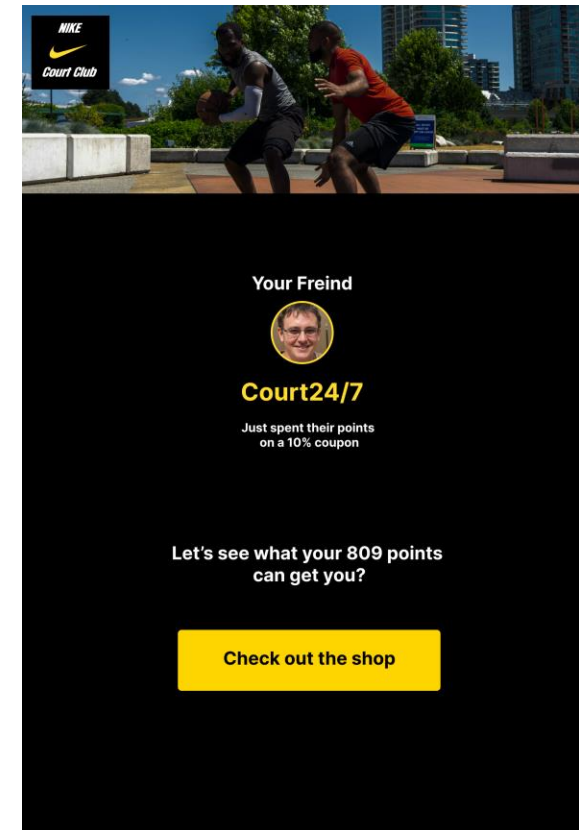 NIKE
Court Club
Your Freind
Court24/7
Just spent their points
on a 10% coupon
Let's see what your 809 points
can get you?
Check out the shop